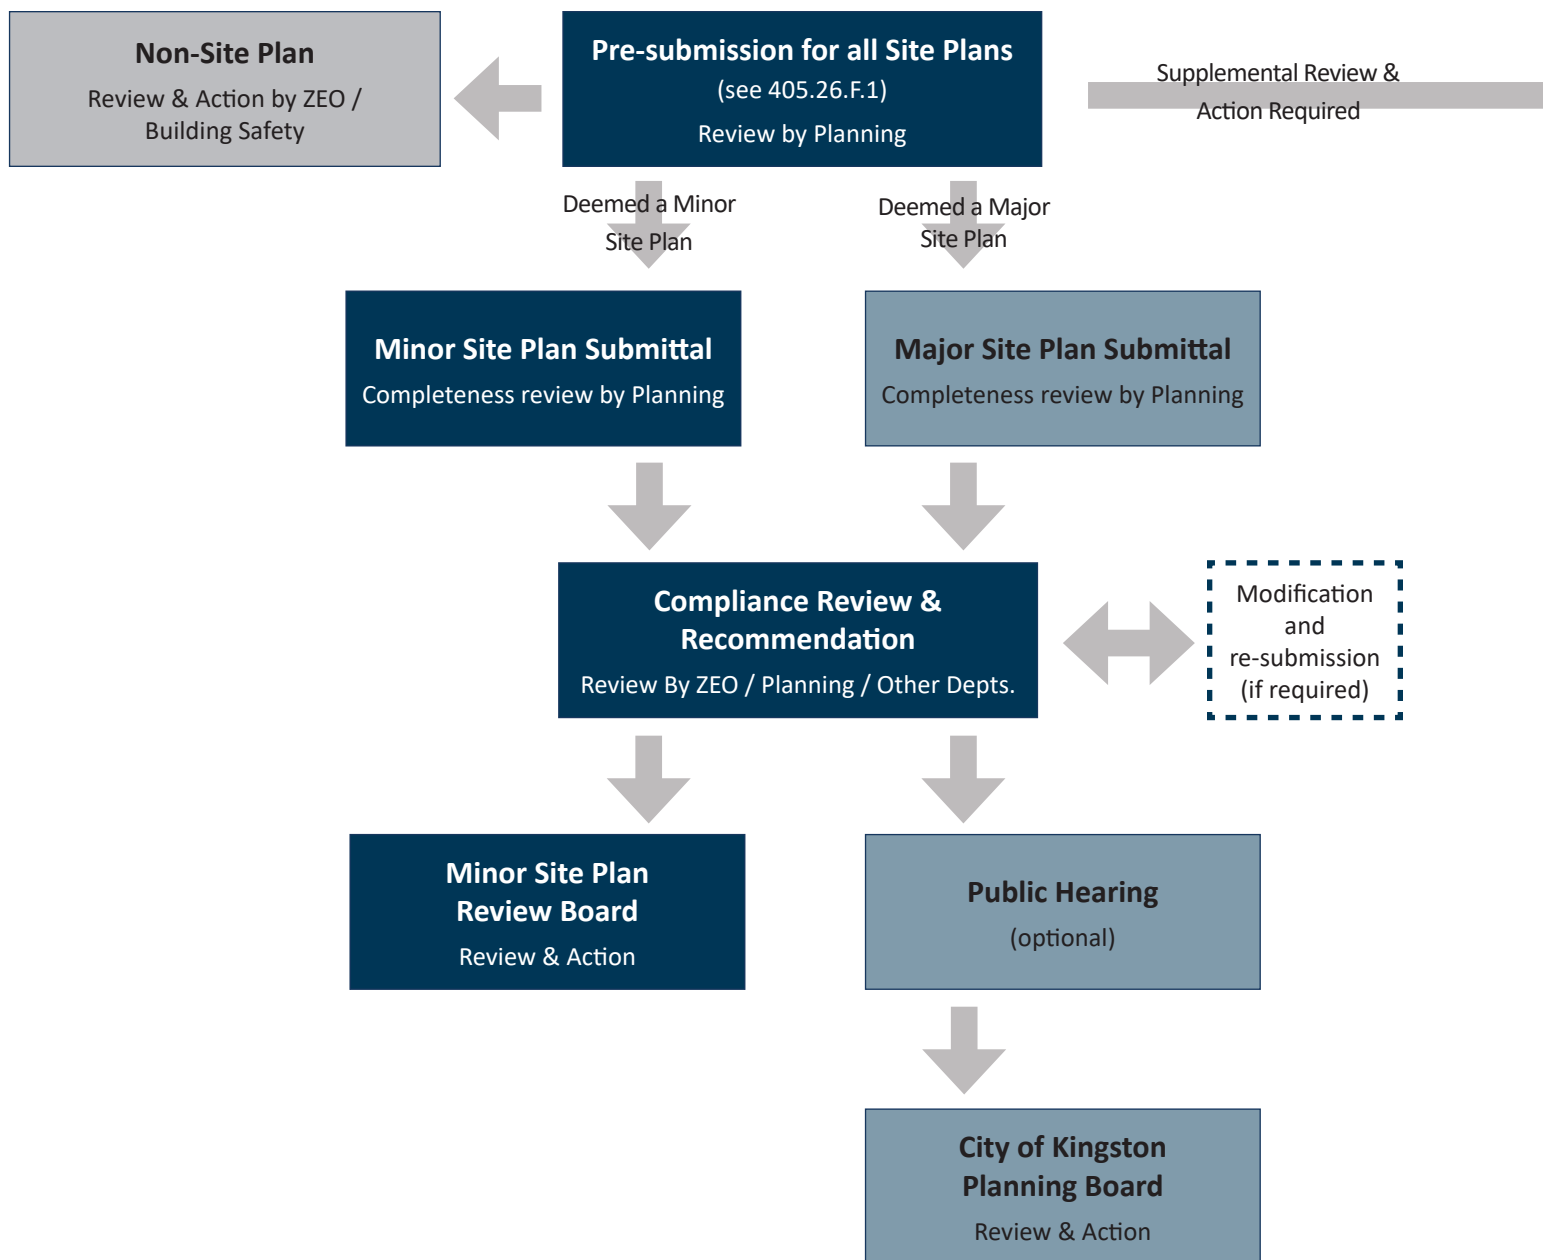 Non-Site Plan
Review & Action by ZEO /
Building Safety
Pre-submission for all Site Plans
(see 405.26.F.1)
Review by Planning
Supplemental Review &
Action Required
Deemed a Minor
Site Plan
Deemed a Major
Site Plan
Minor Site Plan Submittal
Completeness review by Planning
Major Site Plan Submittal
Completeness review by Planning
Compliance Review &
Recommendation
Review By ZEO / Planning / Other Depts.
Modification
and
re-submission
(if required)
Minor Site Plan
Review Board
Review & Action
Public Hearing
(optional)
City of Kingston
Planning Board
Review & Action